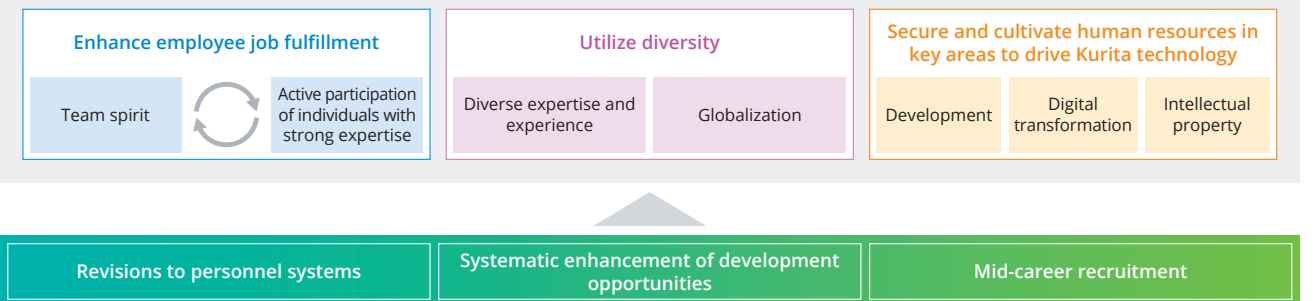 Enhance employee job fulfillment
Team spirit
Active participation
of individuals with
strong expertise
Utilize diversity
Diverse expertise and
experience
Globalization
Secure and cultivate human resources in
key areas to drive Kurita technology
Development
Digital
transformation
Intellectual
property
Revisions to personnel systems
Systematic enhancement of development
opportunities
Mid-career recruitment